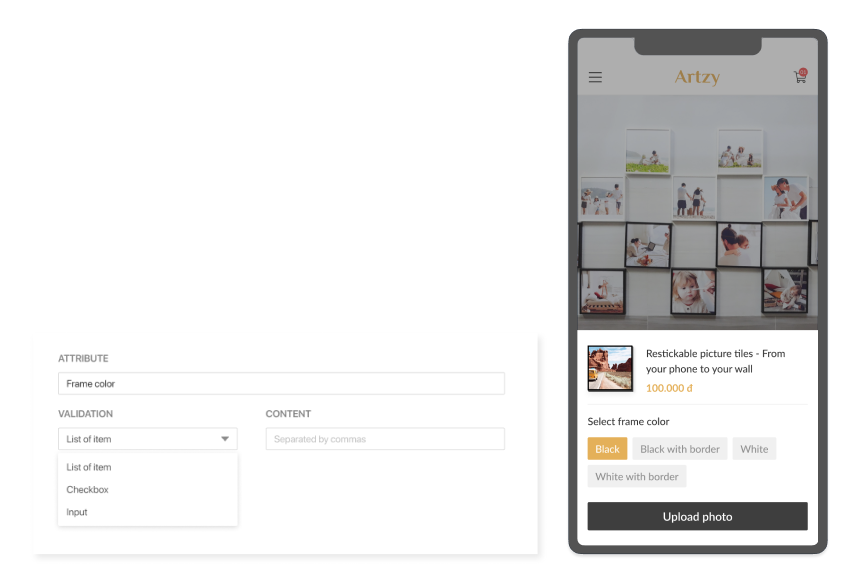 ATTRIBUTE
Frame color
VALIDATION
CONTENT
List of item
Separated by commas
List of item
Checkbox
Input
Artzy
Restickable picture tiles - From
your phone to your wall
100.000 đ
Select frame color
Black
Black with border
White
White with border
Upload photo